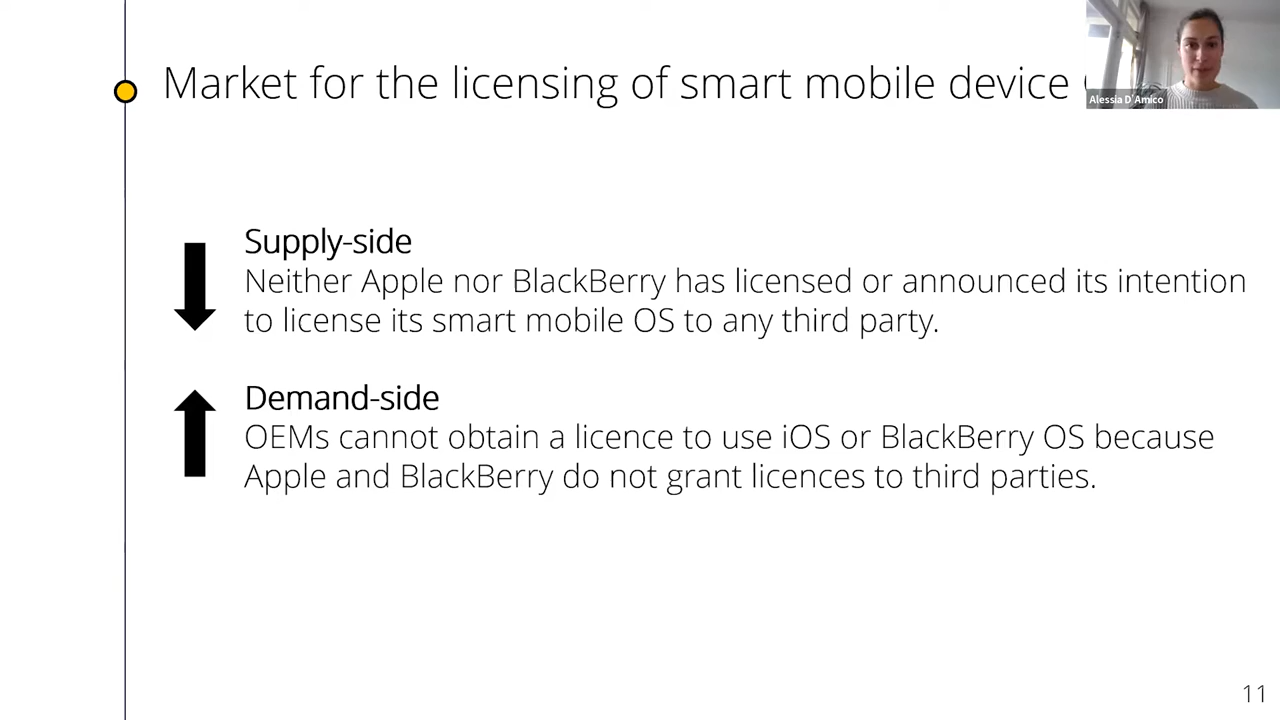 Market for the licensing of smart mobile device
Alessia D'Amico
Supply-side
Neither Apple nor BlackBerry has licensed or announced its intention
to license its smart mobile OS to any third party.
Demand-side
OEMs cannot obtain a licence to use iOS or BlackBerry OS because
Apple and BlackBerry do not grant licences to third parties.
11